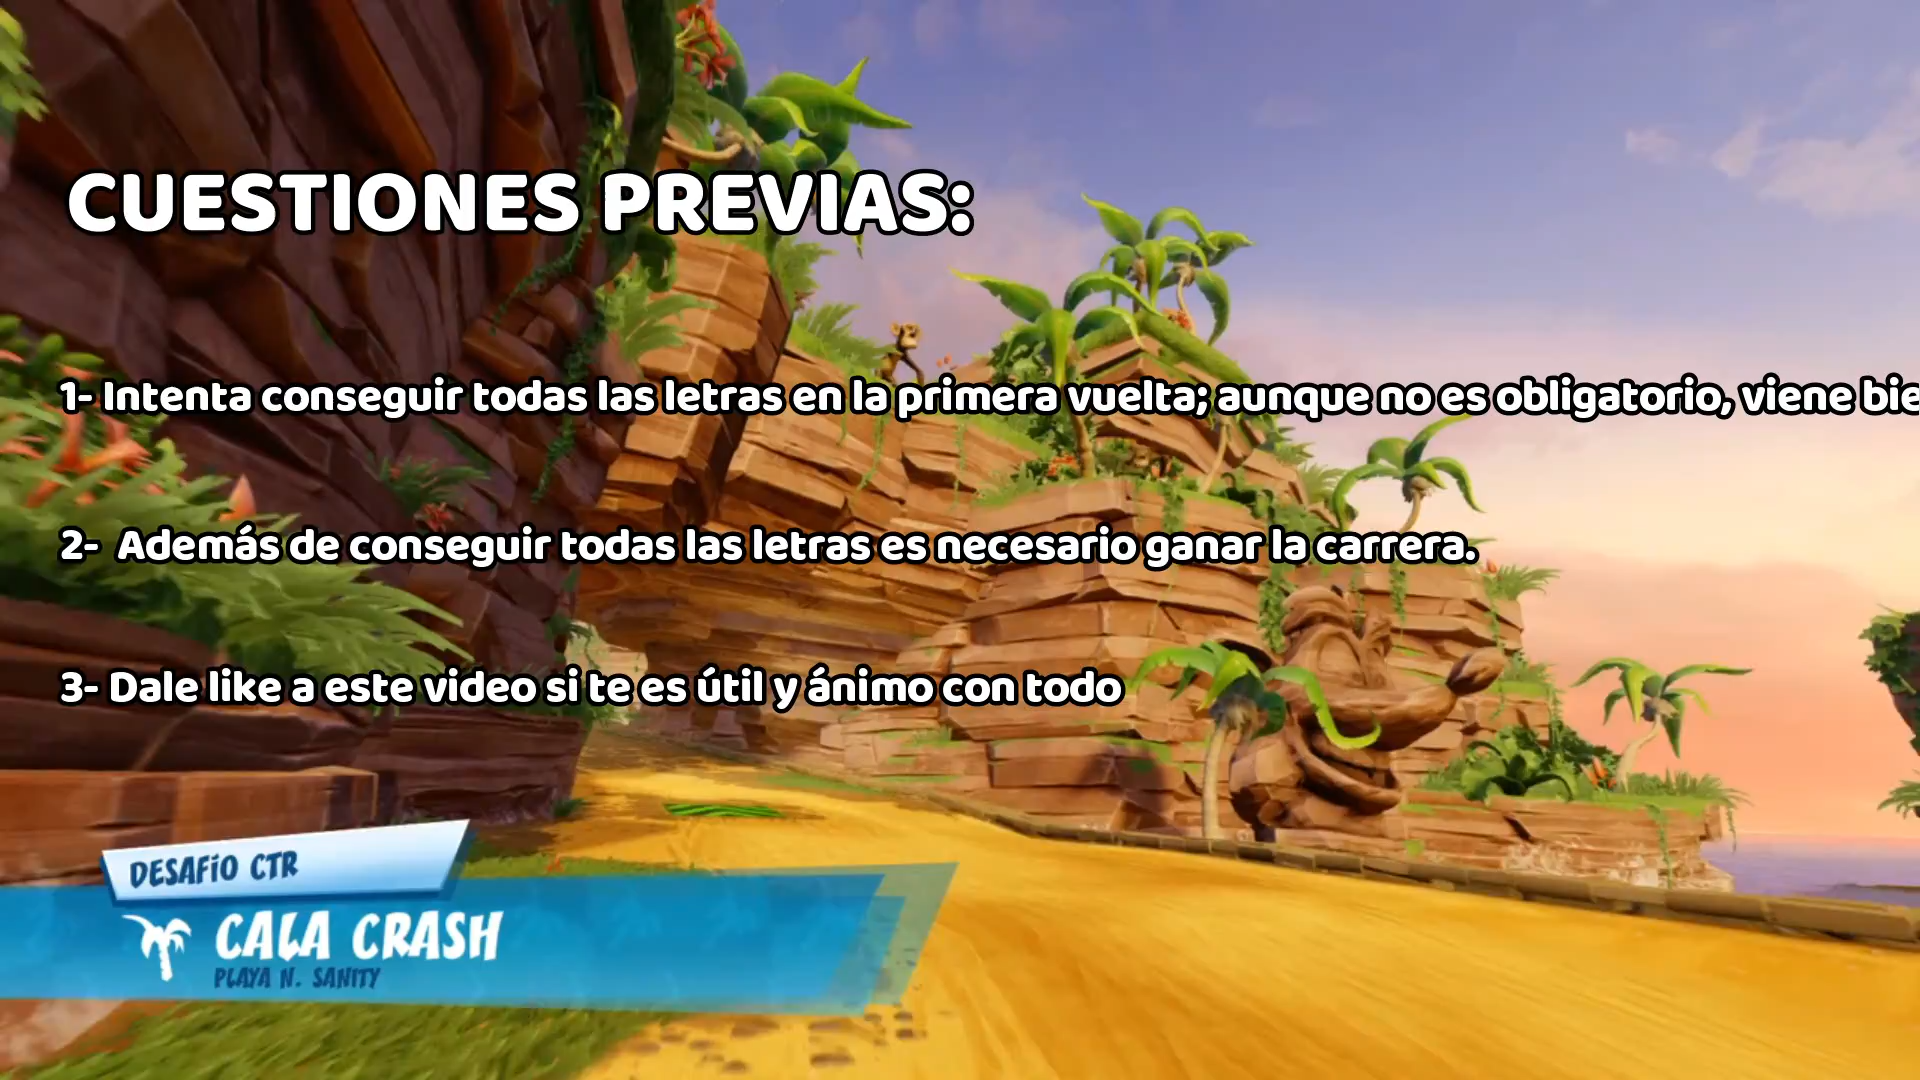 CUESTIONES PREVIAS:
1- Intenta conseguir todas las letras en la primera vuelta; aunque no es obligatorio, viene
2- Además de conseguir todas las letras es necesario ganar la carrera.
3- Dale like a este video si te es útil y ánimo con todo
DESAFÍO CTR
CALA CRASH
PLAYA N. SANITY